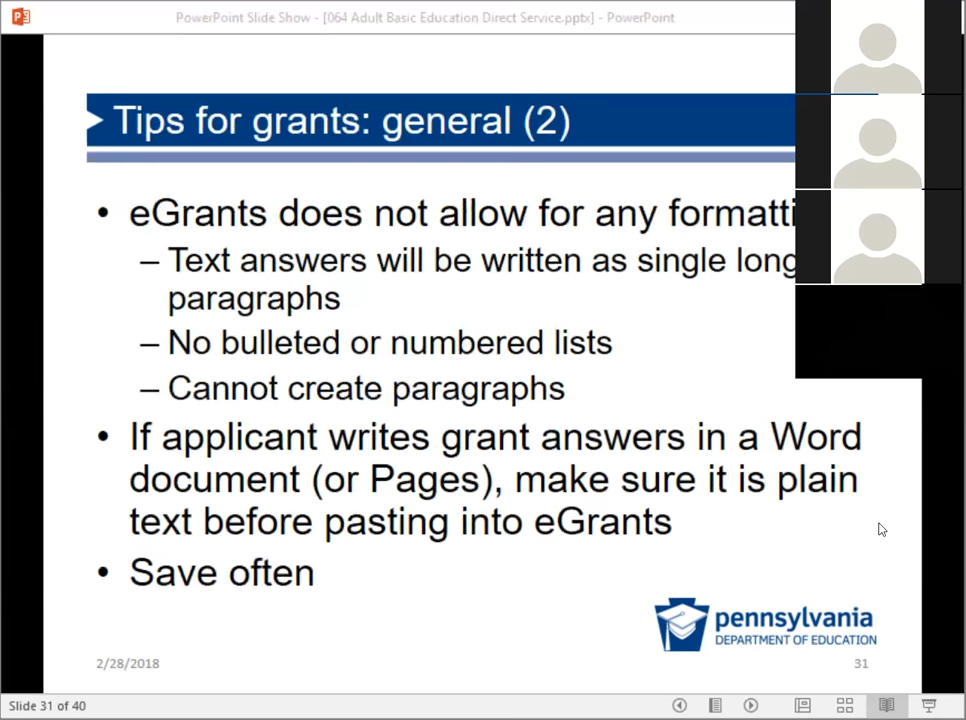 PowerPoint Slide Show - [064 Adult Basic Education Direct Service.pptx] - PowerPoint
Tips for grants: general (2)
• eGrants does not allow for any
– Text answers will be written as single long
paragraphs
– No bulleted or numbered lists
– Cannot create paragraphs
• If applicant writes grant answers in a Word
document (or Pages), make sure it is plain
text before pasting into eGrants
• Save often
pennsylvania
DEPARTMENT OF EDUCATION
2/28/2018
31
Slide 31 of 40